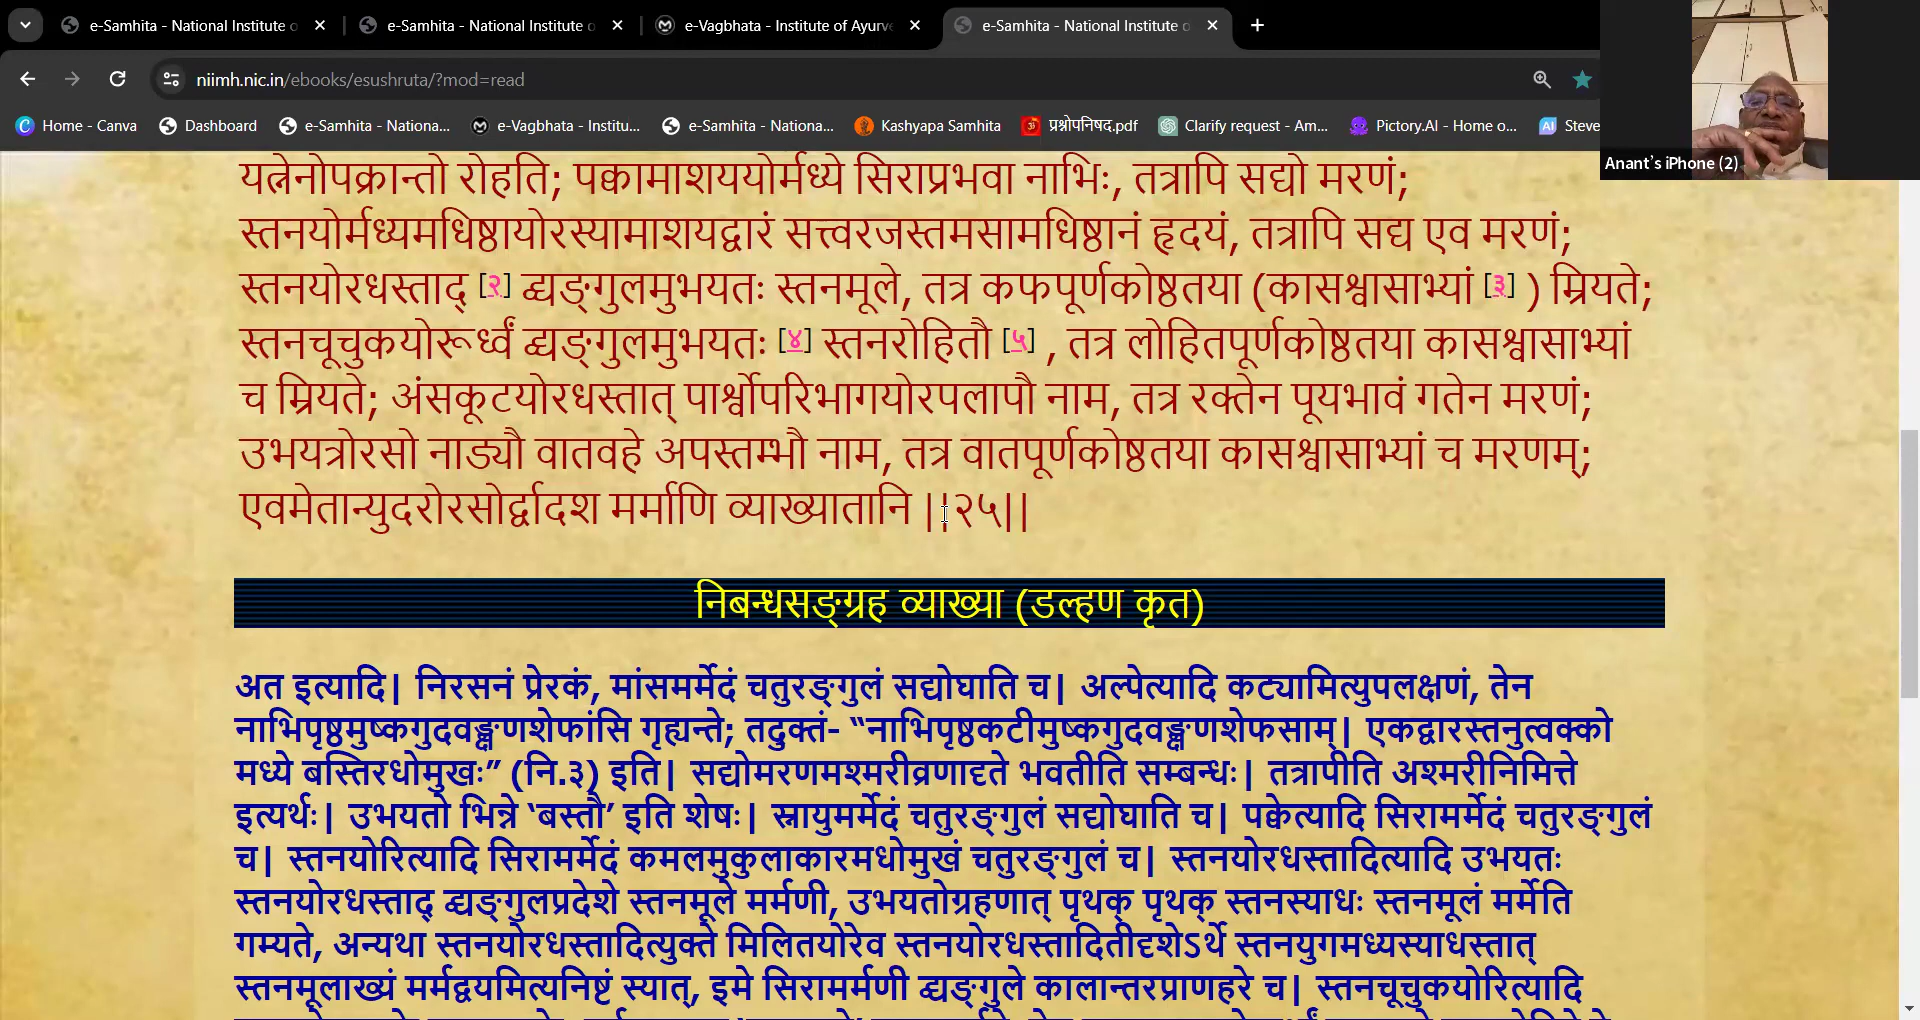 e-Samhita - National Institute o
e-Samhita - National Institute o
e-Vagbhata - Institute of Ayurve
e-Samhita - National Institute o
niimh.nic.in/ebooks/esushruta/?mod=read
Home - Canva
Dashboard
e-Samhita - Nationa...
e-Vagbhata - Institu...
e-Samhita - Nationa...
Kashyapa Samhita
प्रश्नोपनिषद.pdf
Clarify request - Am...
Pictory.AI - Home o...
AI Steve
Anant's iPhone (2)
यत्नेनोपक्रान्तो रोहति; पक्वामाशययोर्मध्ये सिराप्रभवा नाभिः, तत्रापि सद्यो मरणं;
स्तनयोर्मध्यमधिष्ठायोरस्यामाशयद्वारं सत्त्वरजस्तमसामधिष्ठानं हृदयं, तत्रापि सद्य एव मरणं;
स्तनयोरधस्ताद् [२] द्व्यङ्गुलमुभयतः स्तनमूले, तत्र कफपूर्णकोष्ठतया (कासश्वासाभ्यां [३] ) म्रियते;
स्तनचूचुकयोरूर्ध्वं द्व्यङ्गुलमुभयतः [४] स्तनरोहितौ [५] , तत्र लोहितपूर्णकोष्ठतया कासश्वासाभ्यां
च म्रियते; अंसकूटयोरधस्तात् पार्श्वोपरिभागयोरपलापौ नाम, तत्र रक्तेन पूयभावं गतेन मरणं;
उभयत्रोरसो नाड्यौ वातवहे अपस्तम्भौ नाम, तत्र वातपूर्णकोष्ठतया कासश्वासाभ्यां च मरणम्;
एवमेतान्युदरोरसोर्द्वादश मर्माणि व्याख्यातानि ||२५||
निबन्धसङ्ग्रह व्याख्या (डल्हण कृत)
अत इत्यादि| निरसनं प्रेरकं, मांसमर्मेदं चतुरङ्गुलं सद्योघाति च| अल्पेत्यादि कट्यामित्युपलक्षणं, तेन
नाभिपृष्ठमुष्कगुदवङ्क्षणशेफांसि गृह्यन्ते; तदुक्तं- “नाभिपृष्ठकटीमुष्कगुदवङ्क्षणशेफसाम्| एकद्वारस्तनुत्वक्को
मध्ये बस्तिरधोमुखः” (नि.३) इति| सद्योमरणमश्मरीव्रणादृते भवतीति सम्बन्धः| तत्रापीति अश्मरीनिमित्ते
इत्यर्थः| उभयतो भिन्ने ‘बस्तौ’ इति शेषः| स्नायुमर्मेदं चतुरङ्गुलं सद्योघाति च| पक्वेत्यादि सिरामर्मेदं चतुरङ्गुलं
च| स्तनयोरित्यादि सिरामर्मेदं कमलमुकुलाकारमधोमुखं चतुरङ्गुलं च| स्तनयोरधस्तादित्यादि उभयतः
स्तनयोरधस्ताद् द्व्यङ्गुलप्रदेशे स्तनमूले मर्मणी, उभयतोग्रहणात् पृथक् पृथक् स्तनस्याधः स्तनमूलं मर्मेति
गम्यते, अन्यथा स्तनयोरधस्तादित्युक्ते मिलितयोरेव स्तनयोरधस्तादितीदृशेऽर्थे स्तनयुगमध्यस्याधस्तात्
स्तनमूलाख्यं मर्मद्वयमित्यनिष्टं स्यात्, इमे सिरामर्मणी द्व्यङ्गुले कालान्तरप्राणहरे च| स्तनचूचुकयोरित्यादि